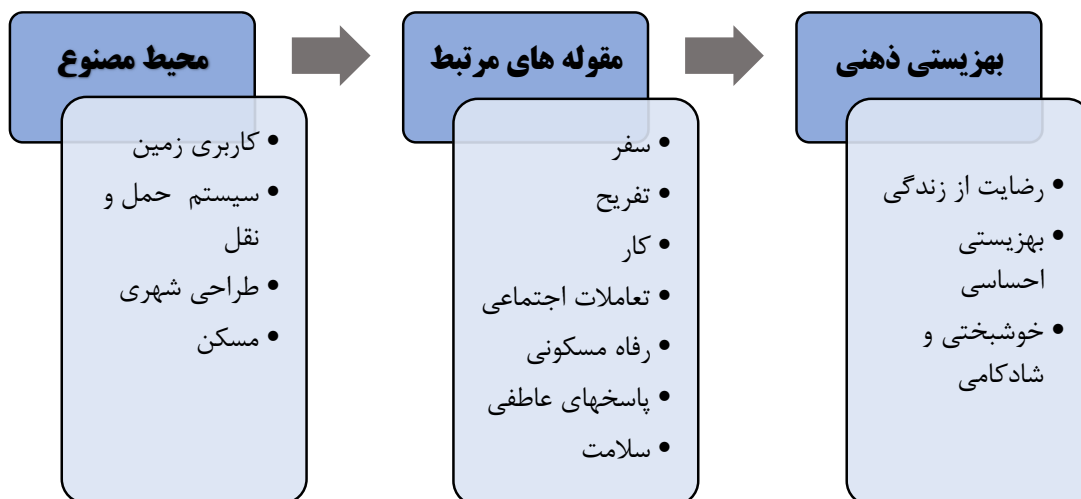 محیط مصنوع
• کاربری زمین
• سیستم حمل و
نقل
• طراحی شهری
• مسکن
مقوله های مرتبط
• سفر
• تفریح
• کار
• تعاملات اجتماعی
• رفاه مسکونی
• پاسخهای عاطفی
• سلامت
بهزیستی ذهنی
• رضایت از زندگی
• بهزیستی
احساسی
• خوشبختی و
شادکامی